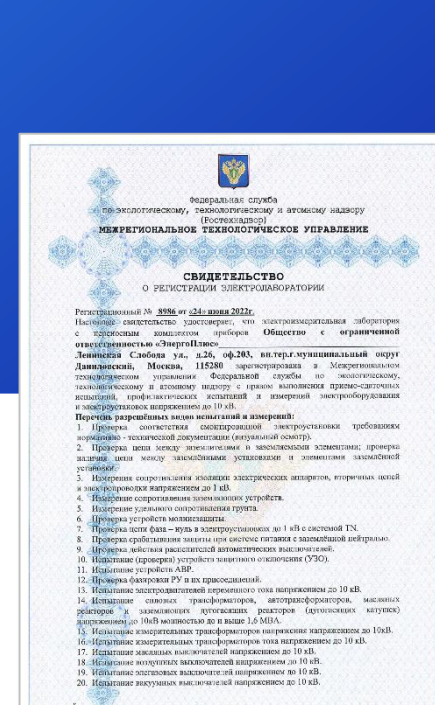 Федеральная служба
по экологическому, технологическому и атомному надзору
(Ростехнадзор)
МЕЖРЕГИОНАЛЬНОЕ ТЕХНОЛОГИЧЕСКОЕ УПРАВЛЕНИЕ
СВИДЕТЕЛЬСТВО
О РЕГИСТРАЦИИ ЭЛЕКТРОЛАБОРАТОРИИ
Регистрационный № 8986 от «24» июня 2022г.
Настоящее свидетельство удостоверяет, что электроизмерительная лаборатория
с переносным комплектом приборов Общество с ограниченной
ответственностью «ЭнергоПлюс»
Ленинская Слобода ул., д.26, оф.203, вн.тер.г.муниципальный округ
Даниловский, Москва, 115280 зарегистрирована в Межрегиональном
технологическом управлении Федеральной службы по экологическому,
технологическому и атомному надзору с правом выполнения приемо-сдаточных
испытаний, профилактических испытаний и измерений электрооборудования
и электроустановок напряжением до 10 кВ.
Перечень разрешённых видов испытаний и измерений:
1. Проверка соответствия смонтированной электроустановки требованиям
нормативно - технической документации (визуальный осмотр).
2. Проверка цепи между заземлителями и заземляемыми элементами; проверка
наличия цепи между заземлёнными установками и элементами заземлённой
установки.
3. Измерения сопротивления изоляции электрических аппаратов, вторичных цепей
и электропроводки напряжением до 1 кВ.
4. Измерение сопротивления заземляющих устройств.
5. Измерение удельного сопротивления грунта.
6. Проверка устройств молниезащиты.
7. Проверка цепи фаза – нуль в электроустановках до 1 кВ с системой TN.
8. Проверка срабатывания защиты при системе питания с заземлённой нейтралью.
9. Проверка действия расцепителей автоматических выключателей.
10. Испытание (проверка) устройств защитного отключения (УЗО).
11. Испытание устройств АВР.
12. Проверка фазировки РУ и их присоединений.
13. Испытание электродвигателей переменного тока напряжением до 10 кВ.
14. Испытание силовых трансформаторов, автотрансформаторов, масляных
реакторов и заземляющих дугогасящих реакторов (дугогасящих катушек)
напряжением до 10кВ мощностью до и выше 1,6 МВА.
15. Испытание измерительных трансформаторов напряжения напряжением до 10кВ.
16. Испытание измерительных трансформаторов тока напряжением до 10 кВ.
17. Испытание масляных выключателей напряжением до 10 кВ.
18. Испытание воздушных выключателей напряжением до 10 кВ.
19. Испытание элегазовых выключателей напряжением до 10 кВ.
20. Испытание вакуумных выключателей напряжением до 10 кВ.